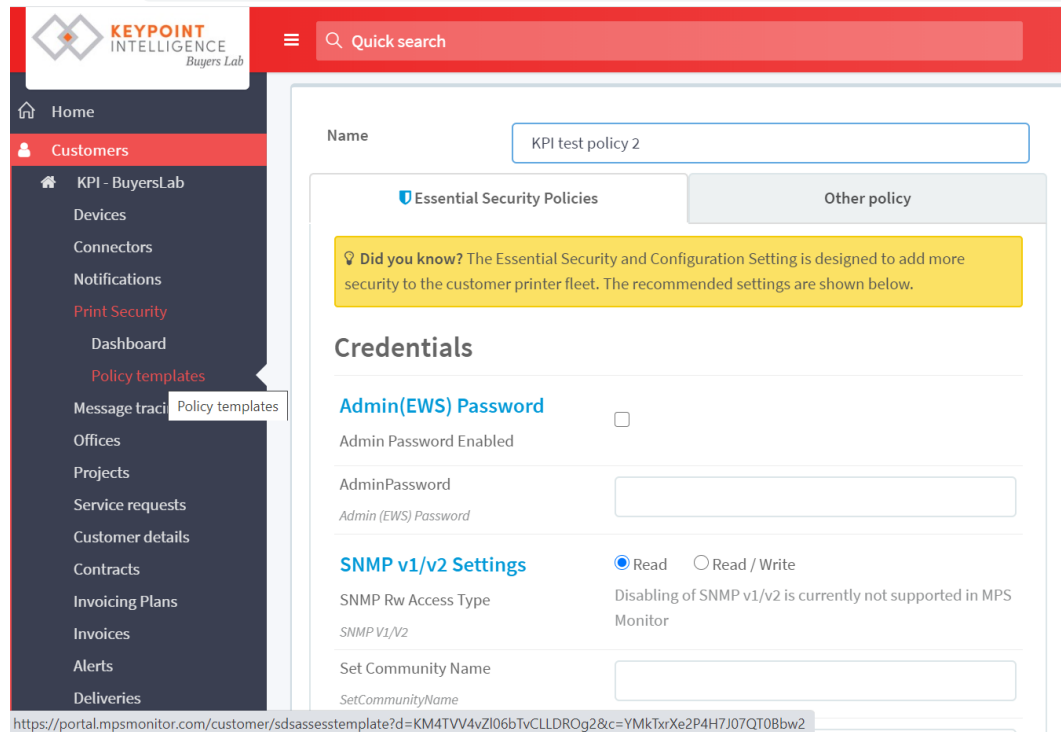 KEYPOINT
INTELLIGENCE
Buyers Lab
Quick search
Home
Customers
KPI - BuyersLab
Devices
Connectors
Notifications
Print Security
Dashboard
Policy templates
Message traci
Policy templates
Offices
Projects
Service requests
Customer details
Contracts
Invoicing Plans
Invoices
Alerts
Deliveries
Name
KPI test policy 2
Essential Security Policies
Other policy
Did you know? The Essential Security and Configuration Setting is designed to add more
security to the customer printer fleet. The recommended settings are shown below.
Credentials
Admin(EWS) Password
Admin Password Enabled
AdminPassword
Admin (EWS) Password
SNMP v1/v2 Settings
Read
Read / Write
SNMP Rw Access Type
SNMP V1/V2
Disabling of SNMP v1/v2 is currently not supported in MPS
Monitor
Set Community Name
SetCommunityName
https://portal.mpsmonitor.com/customer/sdsassesstemplate?d=KM4TVV4vZl06bTvCLLDROg2&c=YMkTxrXe2P4H7J07QT0Bbw2